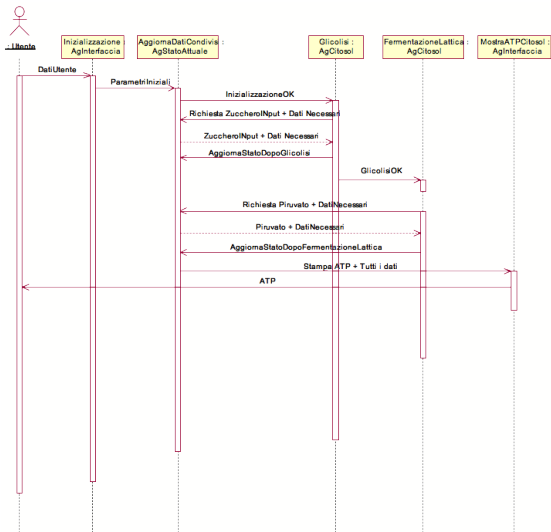 : Utente
Inizializzazione :
AgInterfaccia
AggiornaDatiCondivis :
AgStatoAttuale
Glicolisi :
AgCitosol
FermentazioneLattica :
AgCitosol
MostraATPCitosol :
AgInterfaccia
DatiUtente
ParametriIniziali
InizializzazioneOK
Richiesta ZuccheroINput + Dati Necessari
ZuccheroINput + Dati Necessari
AggiornaStatoDopoGlicolisi
GlicolisiOK
Richiesta Piruvato + DatiNecessari
Piruvato + DatiNecessari
AggiornaStatoDopoFermentazioneLattica
Stampa ATP + Tutti i dati
ATP